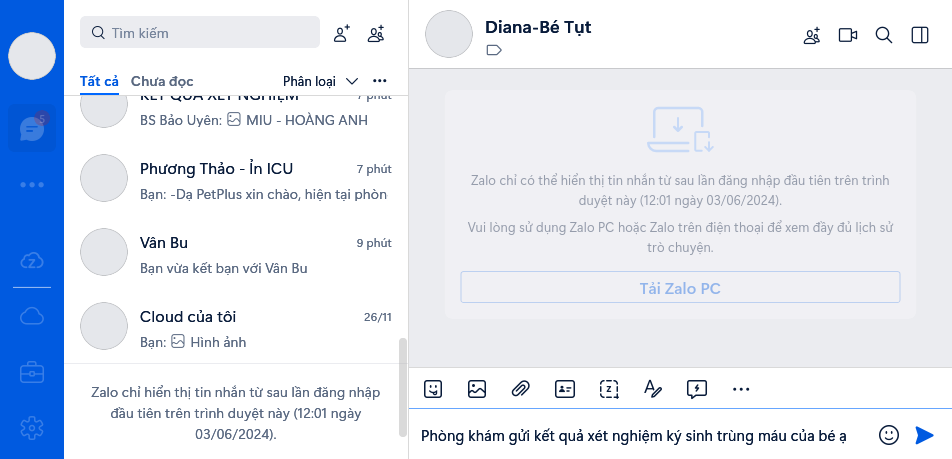 Tìm kiếm
Tất cả Chưa đọc Phân loại
KẾT QUẢ XÉT NGHIỆM 7 phút
BS Bảo Uyên: MIU - HOÀNG ANH
Phương Thảo - Ỉn ICU 7 phút
Bạn: -Dạ PetPlus xin chào, hiện tại phòn
Vân Bu 9 phút
Bạn vừa kết bạn với Vân Bu
Cloud của tôi 26/11
Bạn: Hình ảnh
Zalo chỉ hiển thị tin nhắn từ sau lần đăng nhập
đầu tiên trên trình duyệt này (12:01 ngày
03/06/2024).
Diana-Bé Tụt
Zalo chỉ có thể hiển thị tin nhắn từ sau lần đăng nhập đầu tiên trên trình
duyệt này (12:01 ngày 03/06/2024).
Vui lòng sử dụng Zalo PC hoặc Zalo trên điện thoại để xem đầy đủ lịch sử
trò chuyện.
Tải Zalo PC
Phòng khám gửi kết quả xét nghiệm ký sinh trùng máu của bé ạ